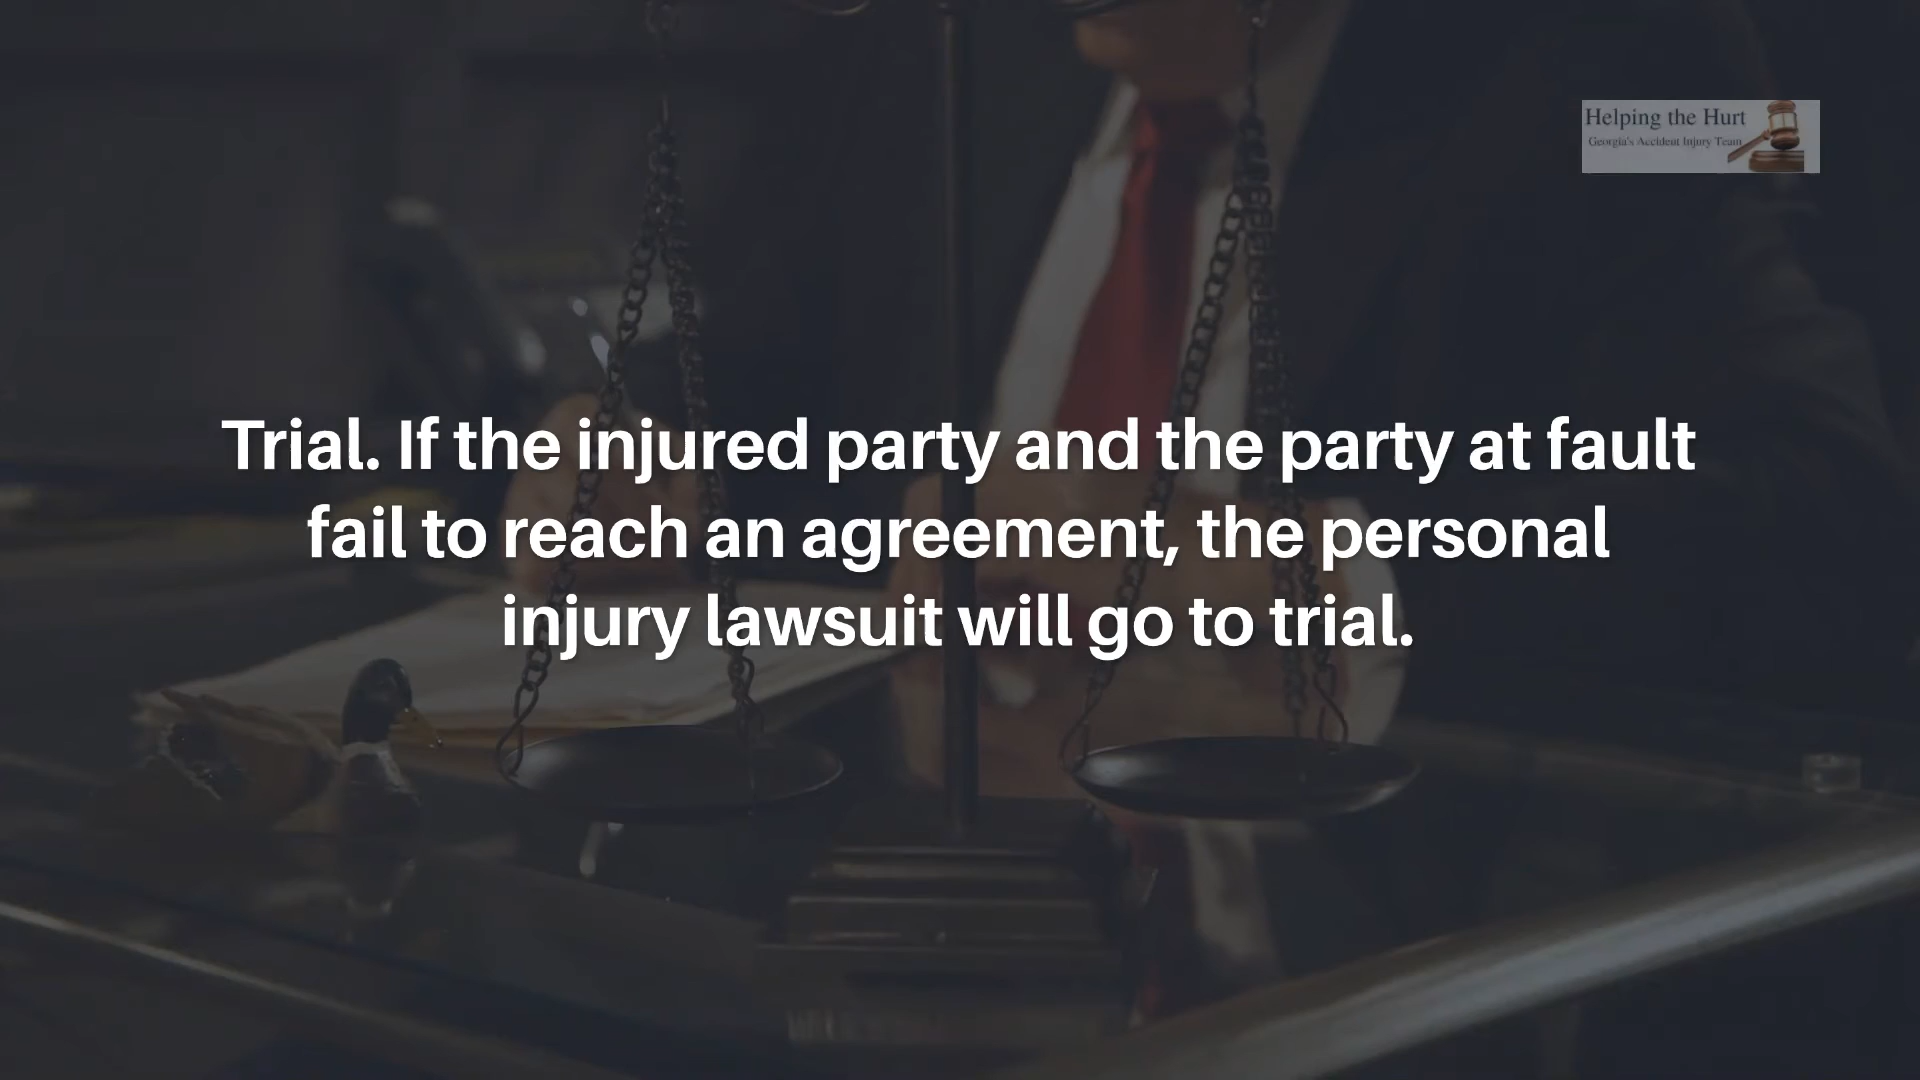 Helping the Hurt
Georgia's Accident Injury Team
Trial. If the injured party and the party at fault
fail to reach an agreement, the personal
injury lawsuit will go to trial.